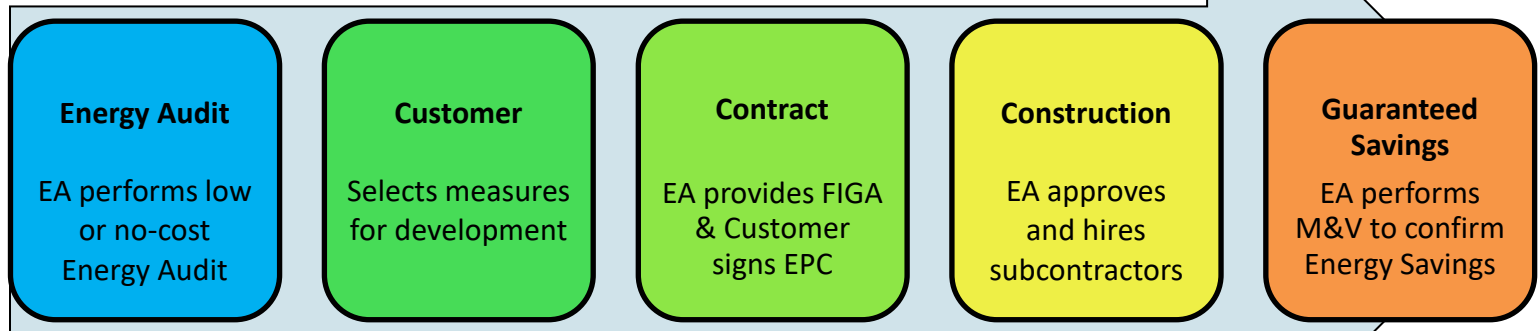 Energy Audit
EA performs low
or no-cost
Energy Audit
Customer
Selects measures
for development
Contract
EA provides FIGA
& Customer
signs EPC
Construction
EA approves
and hires
subcontractors
Guaranteed
Savings
EA performs
M&V to confirm
Energy Savings